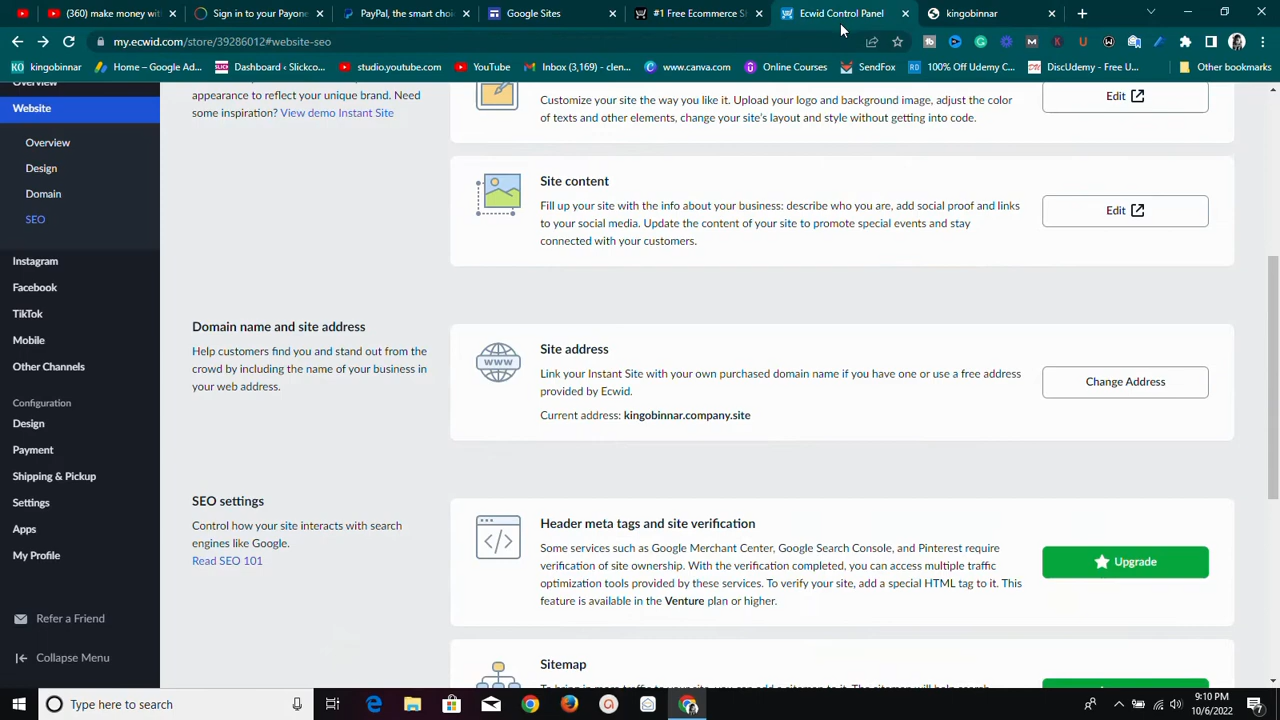 (360) make money with
Sign in to your Payone
PayPal, the smart choic
Google Sites
#1 Free Ecommerce Sh
Ecwid Control Panel
kingobinnar
my.ecwid.com/store/39286012#website-seo
kingobinnar
Home – Google Ad...
Dashboard ‹ Slickco...
studio.youtube.com
YouTube
Inbox (3,169) - clen...
www.canva.com
Online Courses
SendFox
100% Off Udemy C...
DiscUdemy - Free U...
Other bookmarks
Overview
Website
Overview
Design
Domain
SEO
Instagram
Facebook
TikTok
Mobile
Other Channels
Configuration
Design
Payment
Shipping & Pickup
Settings
Apps
My Profile
Refer a Friend
Collapse Menu
appearance to reflect your unique brand. Need
some inspiration? View demo Instant Site
Customize your site the way you like it. Upload your logo and background image, adjust the color
of texts and other elements, change your site's layout and style without getting into code.
Edit
Site content
Fill up your site with the info about your business: describe who you are, add social proof and links
to your social media. Update the content of your site to promote special events and stay
connected with your customers.
Edit
Domain name and site address
Help customers find you and stand out from the
crowd by including the name of your business in
your web address.
WWW
Site address
Link your Instant Site with your own purchased domain name if you have one or use a free address
provided by Ecwid.
Current address: kingobinnar.company.site
Change Address
SEO settings
Control how your site interacts with search
engines like Google.
Read SEO 101
Header meta tags and site verification
Some services such as Google Merchant Center, Google Search Console, and Pinterest require
verification of site ownership. With the verification completed, you can access multiple traffic
optimization tools provided by these services. To verify your site, add a special HTML tag to it. This
feature is available in the Venture plan or higher.
Upgrade
Sitemap
Type here to search
9:10 PM
10/6/2022